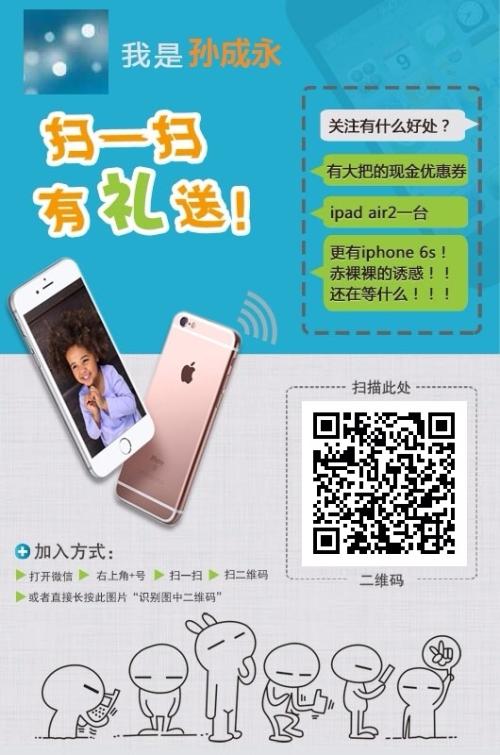 我是 孙成永
扫一扫
有礼送!
关注有什么好处？
有大把的现金优惠券
ipad air2一台
更有iphone 6s！
赤裸裸的诱惑！！
还在等什么！！！
扫描此处
二维码
加入方式：
打开微信 右上角+号 扫一扫 扫二维码
或者直接长按此图片“识别图中二维码”